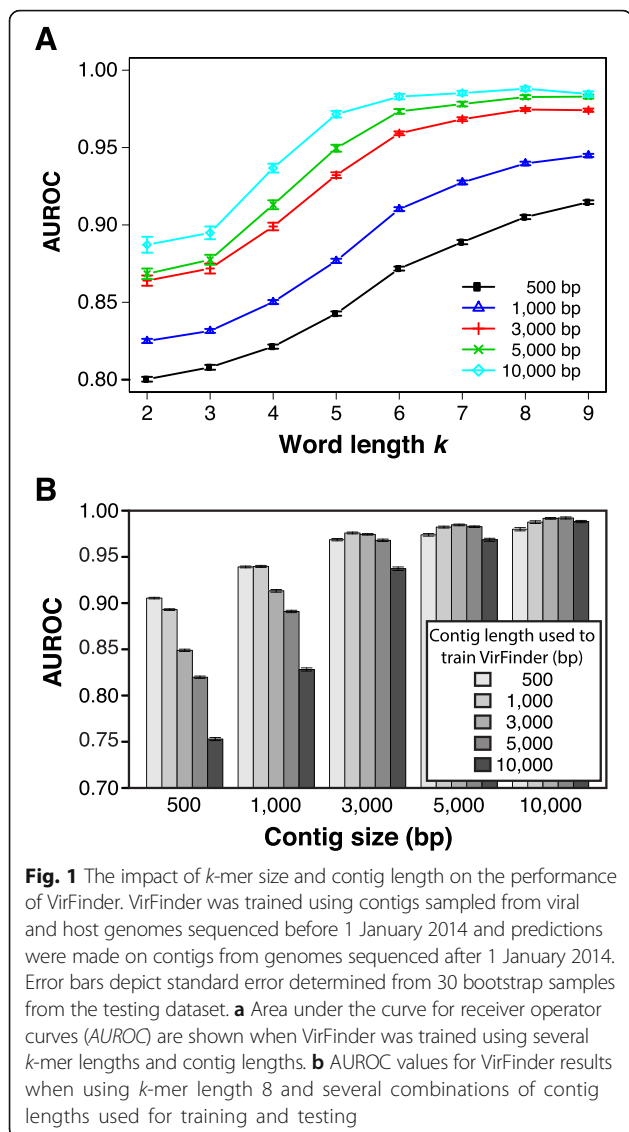 A
1.00
0.95
0.90
0.85
0.80
AUROC
500 bp
1,000 bp
3,000 bp
5,000 bp
10,000 bp
2 3 4 5 6 7 8 9
Word length k
B
1.00
0.95
0.90
0.85
0.80
0.75
0.70
AUROC
Contig length used to
train VirFinder (bp)
500
1,000
3,000
5,000
10,000
500 1,000 3,000 5,000 10,000
Contig size (bp)
Fig. 1 The impact of k-mer size and contig length on the performance
of VirFinder. VirFinder was trained using contigs sampled from viral
and host genomes sequenced before 1 January 2014 and predictions
were made on contigs from genomes sequenced after 1 January 2014.
Error bars depict standard error determined from 30 bootstrap samples
from the testing dataset. a Area under the curve for receiver operator
curves (AUROC) are shown when VirFinder was trained using several
k-mer lengths and contig lengths. b AUROC values for VirFinder results
when using k-mer length 8 and several combinations of contig
lengths used for training and testing